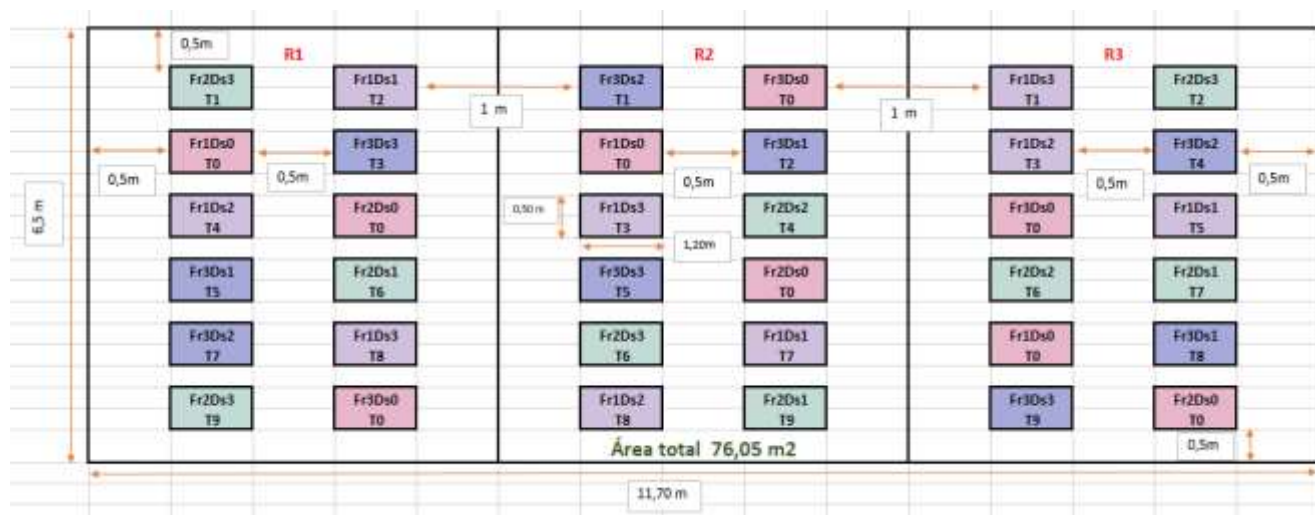 0,5m
R1
R2
R3
Fr2Ds3
T1
Fr1Ds1
T2
Fr3Ds2
T1
Fr3Ds0
T0
Fr1Ds3
T1
Fr2Ds3
T2
1 m
1 m
Fr1Ds0
T0
Fr3Ds3
T3
Fr1Ds0
T0
Fr3Ds1
T2
Fr1Ds2
T3
Fr3Ds2
T4
0,5m
0,5m
0,5m
0,5m
0,5m
6,5 m
Fr1Ds2
T4
Fr2Ds0
T0
0,50 m
Fr1Ds3
T3
Fr2Ds2
T4
Fr3Ds0
T0
Fr1Ds1
T5
1,20m
Fr3Ds1
T5
Fr2Ds1
T6
Fr3Ds3
T5
Fr2Ds0
T0
Fr2Ds2
T6
Fr2Ds1
T7
Fr3Ds2
T7
Fr1Ds3
T8
Fr2Ds3
T6
Fr1Ds1
T7
Fr1Ds0
T0
Fr3Ds1
T8
Fr2Ds3
T9
Fr3Ds0
T0
Fr1Ds2
T8
Fr2Ds1
T9
Fr3Ds3
T9
Fr2Ds0
T0
Área total 76,05 m2
0,5m
11,70 m